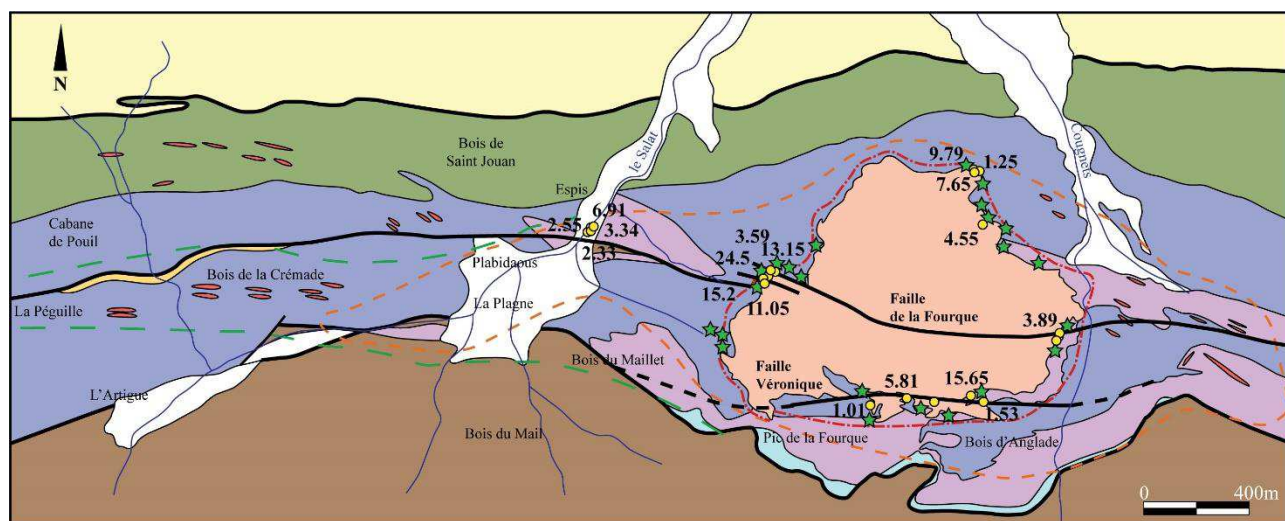 N
Bois de
Saint Jouan
le Salat
Cougnets
Espis
9.79
1.25
7.65
Cabane
de Pouil
2.55
6.91
3.34
2.33
4.55
3.59
24.5
13.15
Plabidaous
Bois de la Crémade
La Péguille
La Plagne
15.2
11.05
Faille
de la Fourque
3.89
Bois du Maillet
Faille
Véronique
L'Artigue
5.81
15.65
1.01
1.53
Bois du Mail
Pic de la Fourque
Bois d'Anglade
0
400m